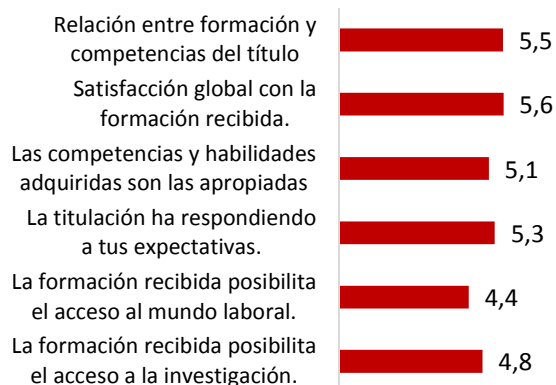 Relación entre formación y
competencias del título
5,5
Satisfacción global con la
formación recibida.
5,6
Las competencias y habilidades
adquiridas son las apropiadas
5,1
La titulación ha respondiendo
a tus expectativas.
5,3
La formación recibida posibilita
el acceso al mundo laboral.
4,4
La formación recibida posibilita
el acceso a la investigación.
4,8